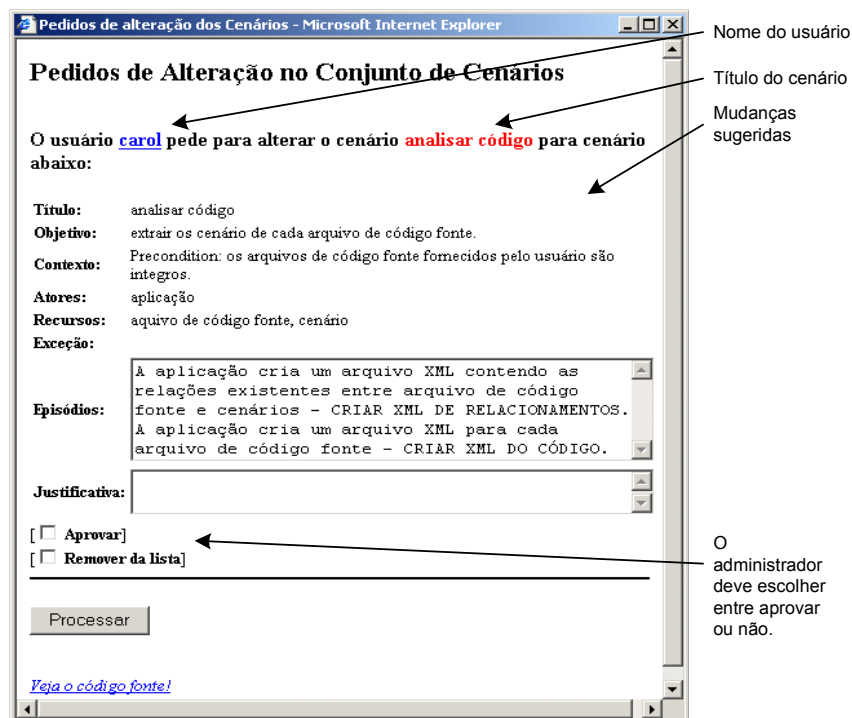 Pedidos de alteração dos Cenários - Microsoft Internet Explorer
Pedidos de Alteração no Conjunto de Cenários
O usuário carol pede para alterar o cenário analisar código para cenário
abaixo:
Título: analisar código
Objetivo: extrair os cenário de cada arquivo de código fonte.
Contexto: Precondition: os arquivos de código fonte fornecidos pelo usuário são
integros.
Atores: aplicação
Recursos: aquivo de código fonte, cenário
Exceção:
Episódios:
A aplicação cria um arquivo XML contendo as
relações existentes entre arquivo de código
fonte e cenários - CRIAR XML DE RELACIONAMENTOS.
A aplicação cria um arquivo XML para cada
arquivo de código fonte - CRIAR XML DO CÓDIGO.
Justificativa:
[ Aprovar]
[ Remover da lista]
Processar
Veja o código fonte!
Nome do usuário
Título do cenário
Mudanças
sugeridas
O
administrador
deve escolher
entre aprovar
ou não.